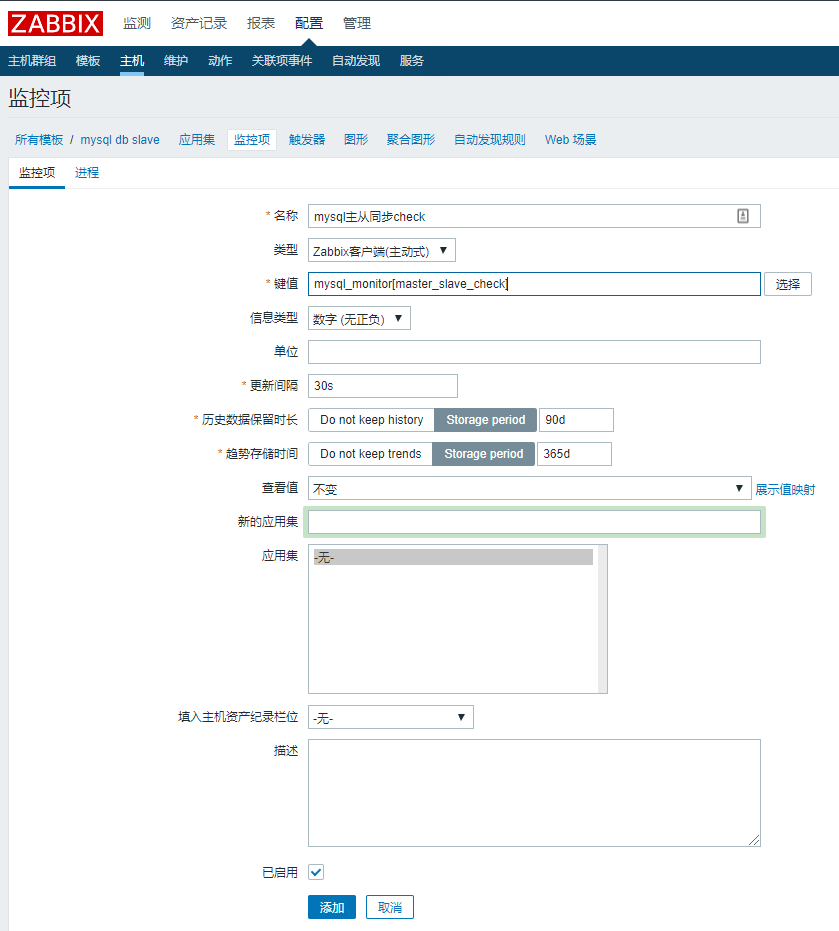 ZABBIX 监测 资产记录 报表 配置 管理
主机群组 模板 主机 维护 动作 关联项事件 自动发现 服务
监控项
所有模板 / mysql db slave 应用集 监控项 触发器 图形 聚合图形 自动发现规则 Web 场景
监控项 进程
* 名称 mysql主从同步check
类型 Zabbix客户端(主动式) ▼
* 键值 mysql_monitor[master_slave_check] 选择
信息类型 数字 (无正负) ▼
单位
* 更新间隔 30s
* 历史数据保留时长 Do not keep history Storage period 90d
* 趋势存储时间 Do not keep trends Storage period 365d
查看值 不变 ▼ 展示值映射
新的应用集
应用集 -无-
填入主机资产纪录栏位 -无- ▼
描述
已启用
添加 取消